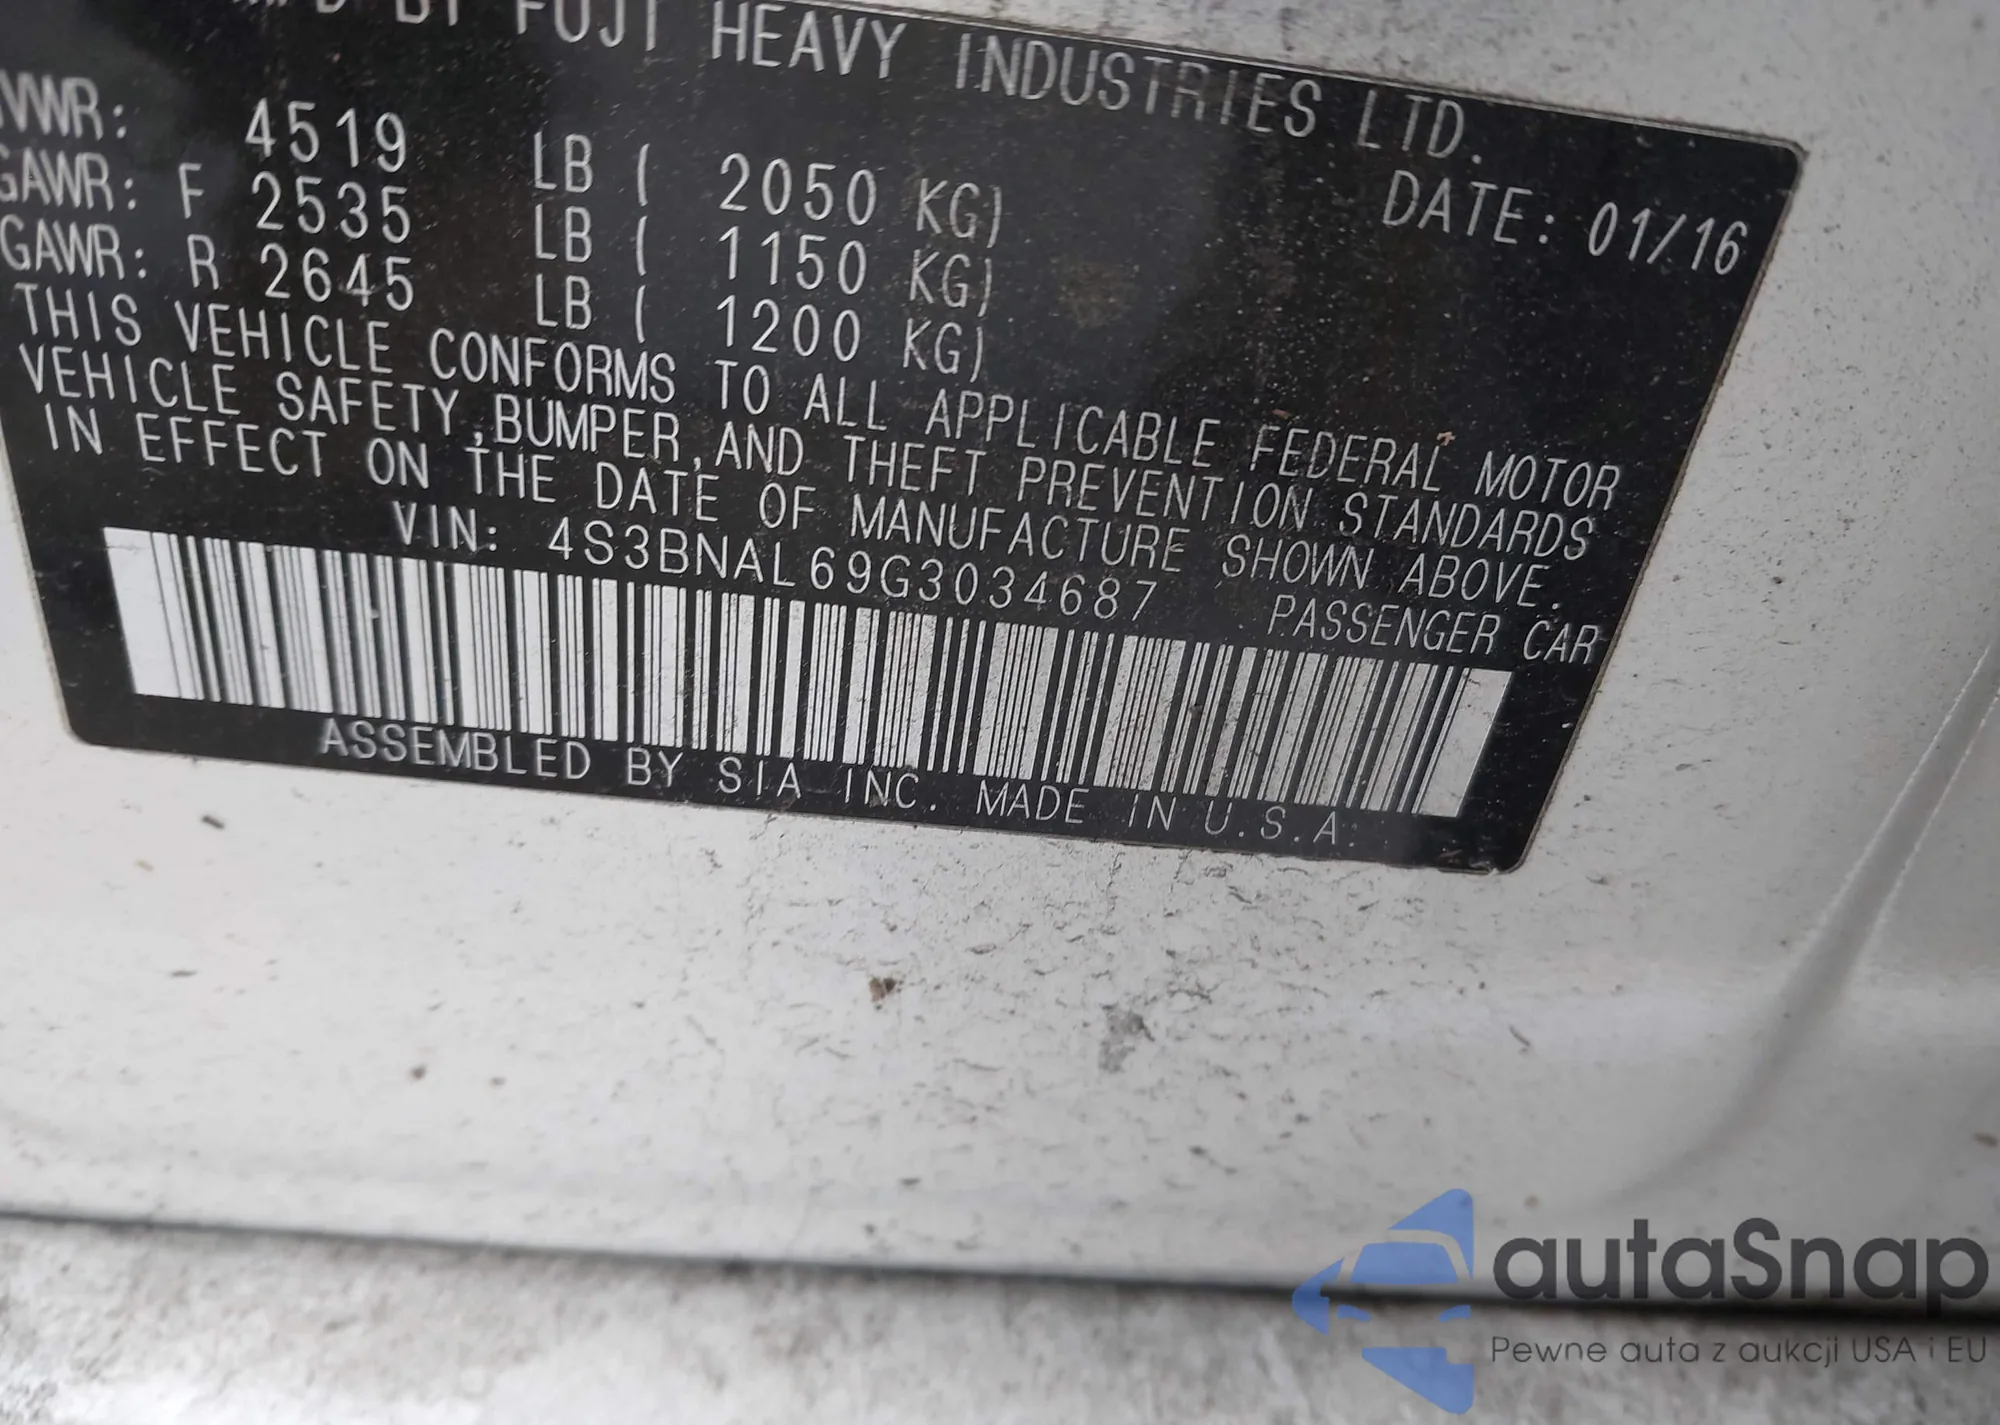 BY FUJI HEAVY INDUSTRIES LTD.
DATE: 01/16
VWR: 4519 LB ( 2050 KG)
GAWR: F 2535 LB ( 1150 KG)
GAWR: R 2645 LB ( 1200 KG)
THIS VEHICLE CONFORMS TO ALL APPLICABLE FEDERAL MOTOR
VEHICLE SAFETY,BUMPER,AND THEFT PREVENTION STANDARDS
IN EFFECT ON THE DATE OF MANUFACTURE SHOWN ABOVE.
VIN: 4S3BNAL69G3034687 PASSENGER CAR
ASSEMBLED BY SIA INC. MADE IN U.S.A.
autaSnap
Pewne auta z aukcji USA i EU